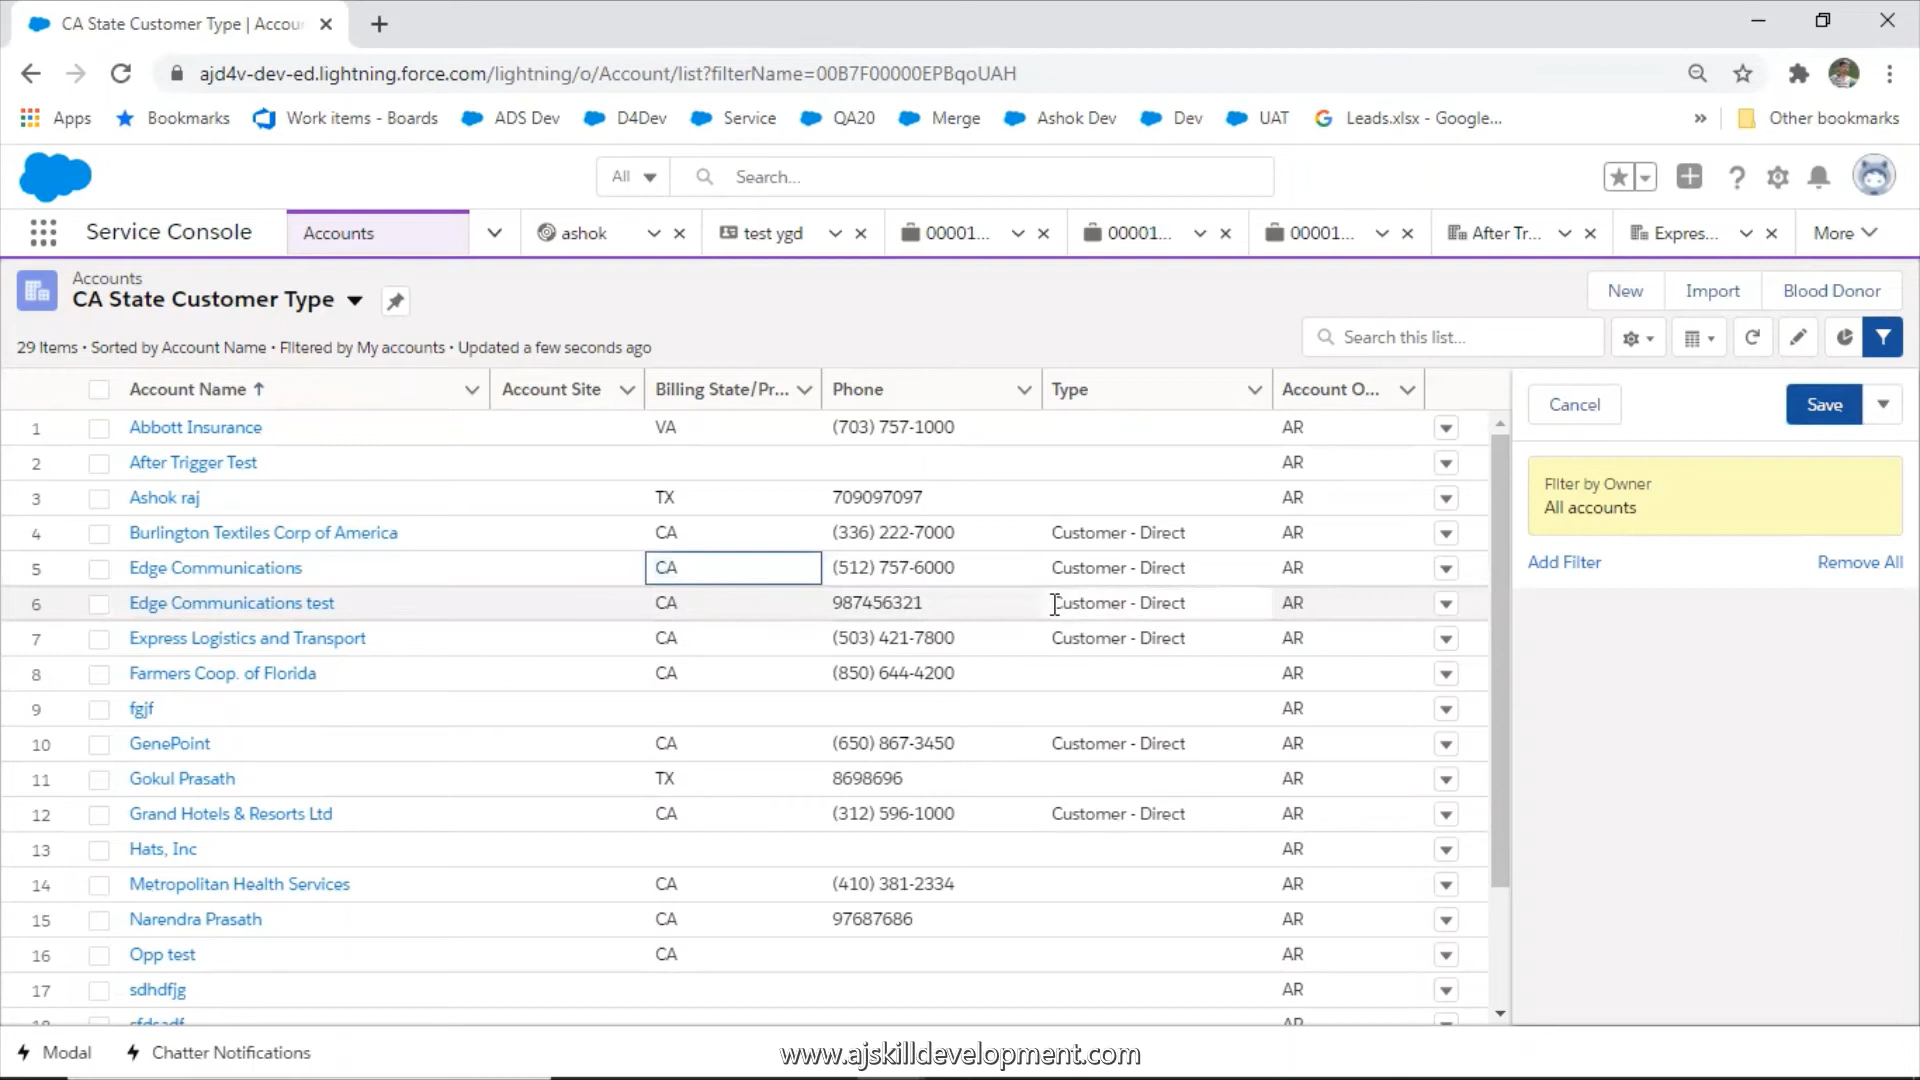 CA State Customer Type | Accou
ajd4v-dev-ed.lightning.force.com/lightning/o/Account/list?filterName=00B7F00000EPBqoUAH
Apps Bookmarks Work items - Boards ADS Dev D4Dev Service QA20 Merge Ashok Dev Dev UAT Leads.xlsx - Google... » Other bookmarks
All Search...
Service Console Accounts ashok test ygd 00001... 00001... 00001... After Tr... Expres... More
Accounts
CA State Customer Type
New Import Blood Donor
29 Items • Sorted by Account Name • Filtered by My accounts • Updated a few seconds ago
Search this list...
Account Name ↑ Account Site Billing State/Pr... Phone Type Account O...
Cancel Save
1 Abbott Insurance VA (703) 757-1000 AR
2 After Trigger Test AR
3 Ashok raj TX 709097097 AR
4 Burlington Textiles Corp of America CA (336) 222-7000 Customer - Direct AR
5 Edge Communications CA (512) 757-6000 Customer - Direct AR
6 Edge Communications test CA 987456321 Customer - Direct AR
7 Express Logistics and Transport CA (503) 421-7800 Customer - Direct AR
8 Farmers Coop. of Florida CA (850) 644-4200 AR
9 fgjf AR
10 GenePoint CA (650) 867-3450 Customer - Direct AR
11 Gokul Prasath TX 8698696 AR
12 Grand Hotels & Resorts Ltd CA (312) 596-1000 Customer - Direct AR
13 Hats, Inc AR
14 Metropolitan Health Services CA (410) 381-2334 AR
15 Narendra Prasath CA 97687686 AR
16 Opp test CA AR
17 sdhdfjg AR
Filter by Owner
All accounts
Add Filter Remove All
Modal Chatter Notifications
www.ajskilldevelopment.com